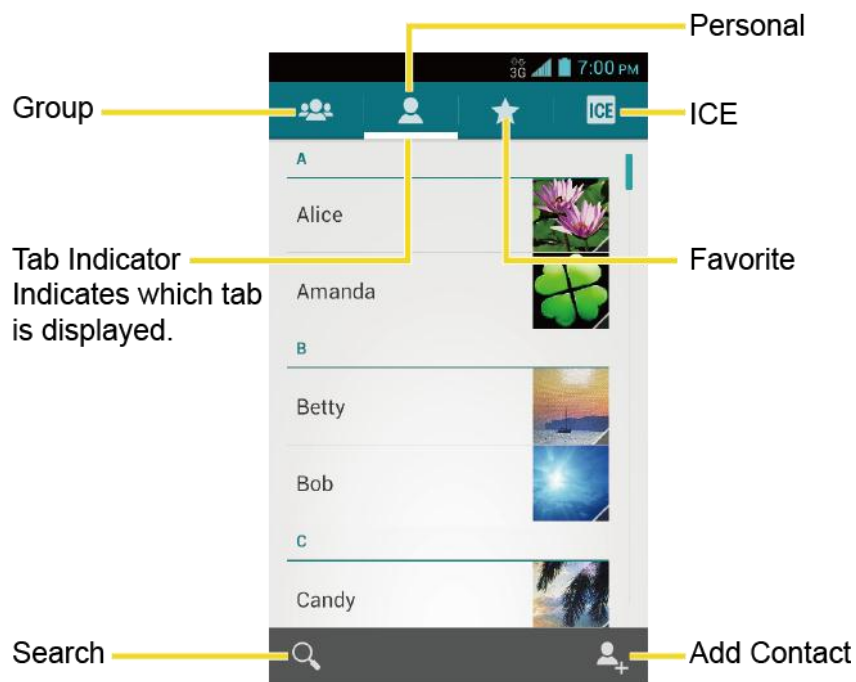 Personal
3G 7:00 PM
Group
ICE
ICE
A
Alice
Tab Indicator
Indicates which tab
is displayed.
Favorite
Amanda
B
Betty
Bob
C
Candy
Search
Add Contact